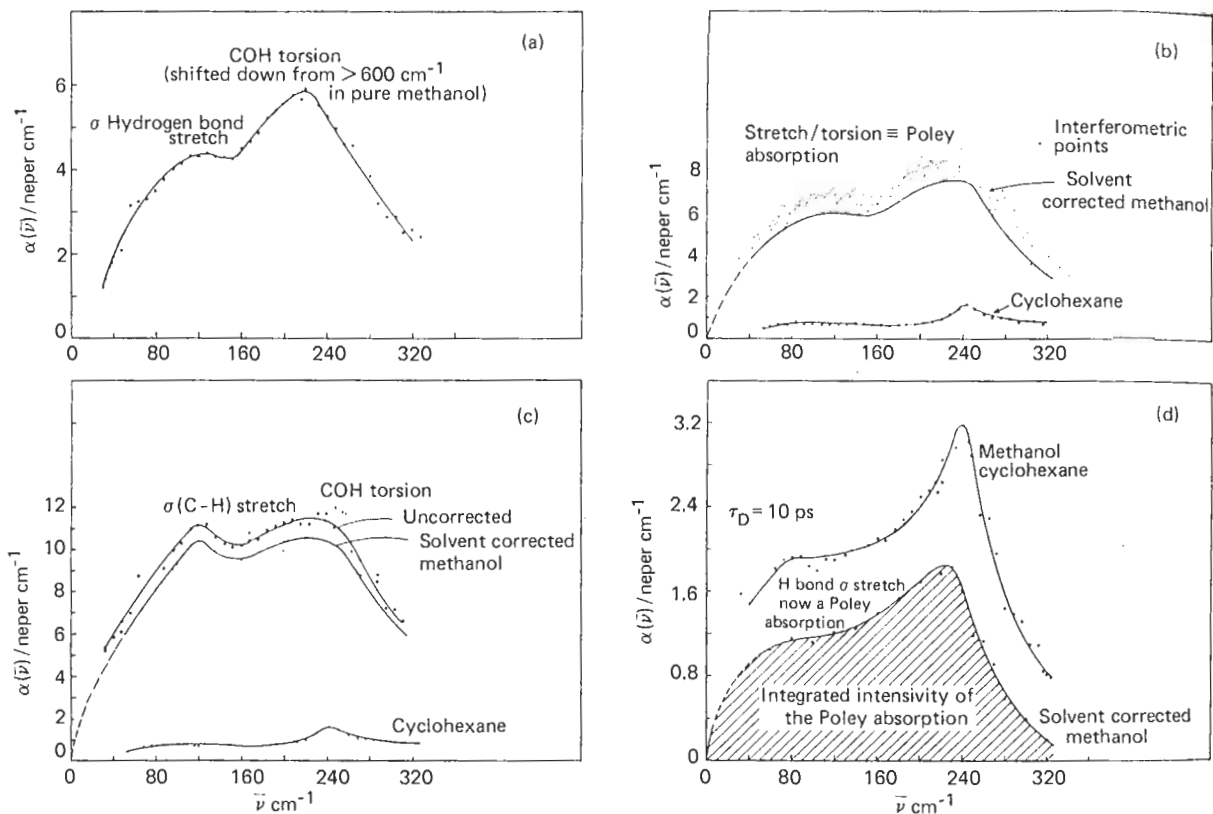 (a)
COH torsion
(shifted down from >600 cm-1
in pure methanol)
σ Hydrogen bond
stretch
α(ν̄)/neper cm-1
6
4
2
0
0 80 160 240 320
(b)
Stretch/torsion ≡ Poley
absorption
Interferometric
points
Solvent
corrected methanol
Cyclohexane
α(ν̄)/neper cm-1
8
6
4
2
0
0 80 160 240 320
(c)
σ(C-H) stretch
COH torsion
Uncorrected
Solvent corrected
methanol
Cyclohexane
α(ν̄)/neper cm-1
12
10
8
6
4
2
0
0 80 160 240 320
ν̄ cm-1
(d)
Methanol
cyclohexane
τD = 10 ps
H bond σ stretch
now a Poley
absorption
Integrated intensivity of
the Poley absorption
Solvent corrected
methanol
α(ν̄)/neper cm-1
3.2
2.4
1.6
0.8
0
0 80 160 240 320
ν̄ cm-1